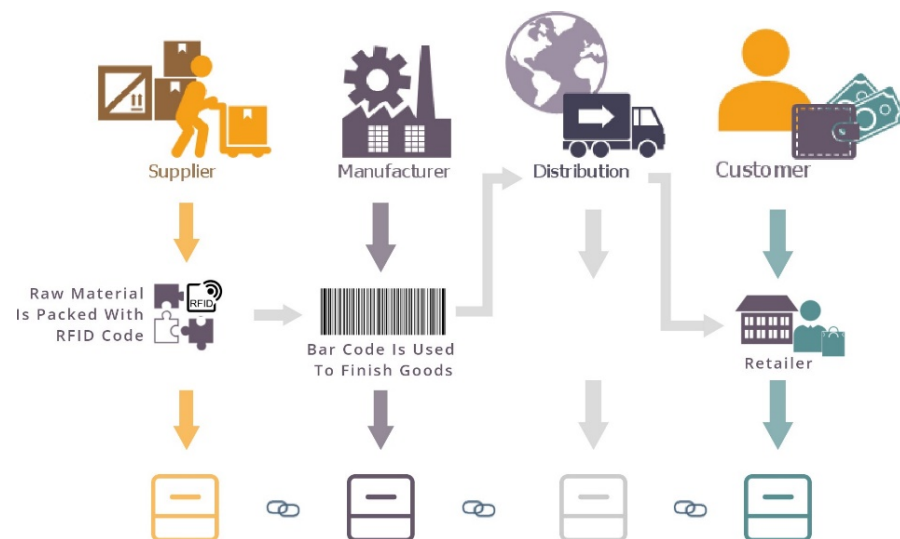 Supplier
Manufacturer
Distribution
Customer
Raw Material
Is Packed With
RFID Code
RFID
Bar Code Is Used
To Finish Goods
Retailer